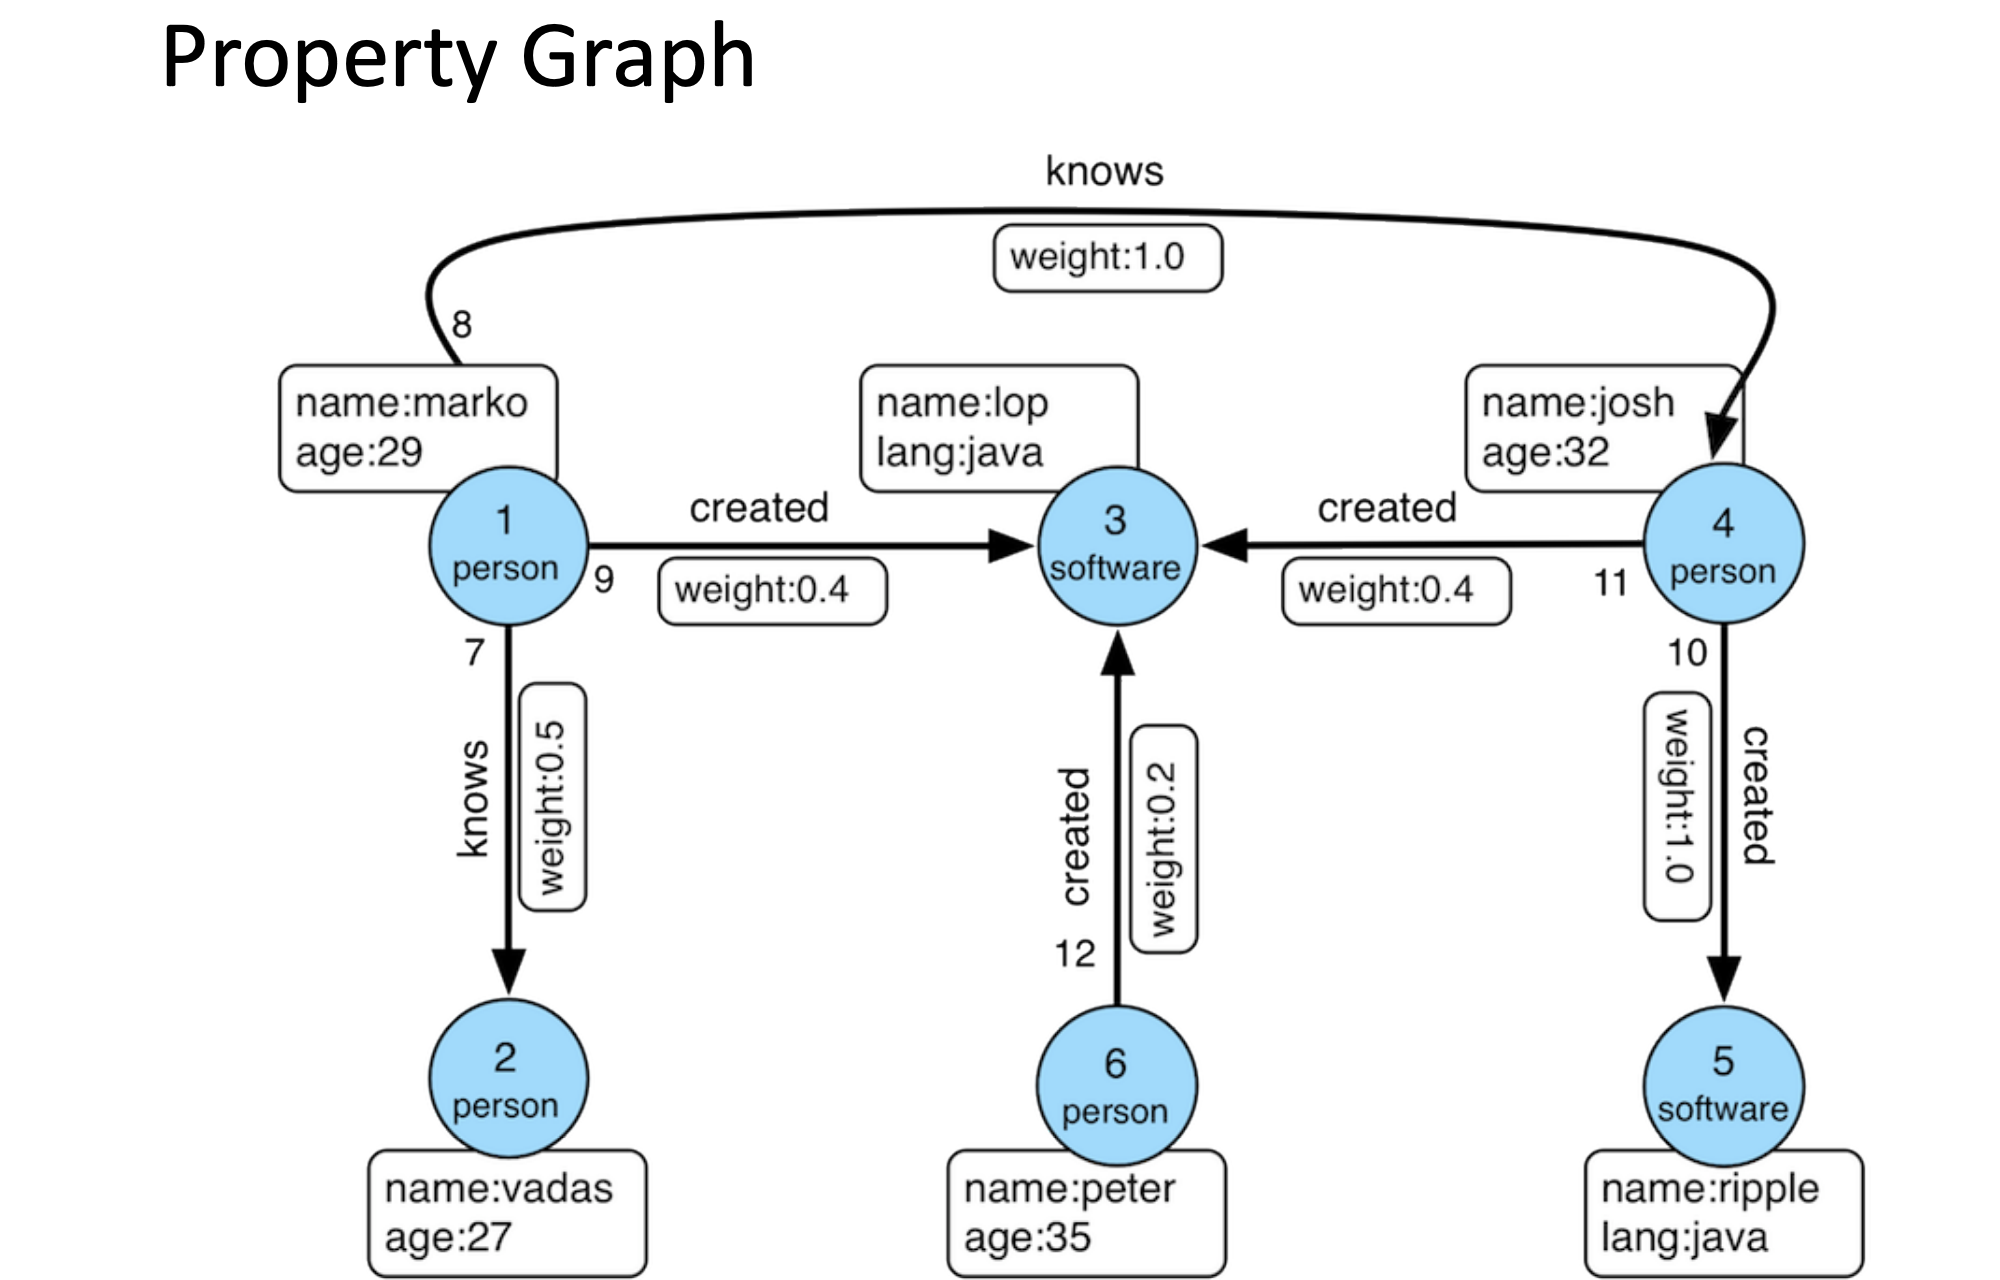 Property Graph
knows
weight:1.0
8
name:marko
age:29
name:lop
lang:java
name:josh
age:32
1
person
created
9
weight:0.4
3
software
created
weight:0.4
11
4
person
7
knows
weight:0.5
created
weight:0.2
12
10
weight:1.0
created
2
person
name:vadas
age:27
6
person
name:peter
age:35
5
software
name:ripple
lang:java